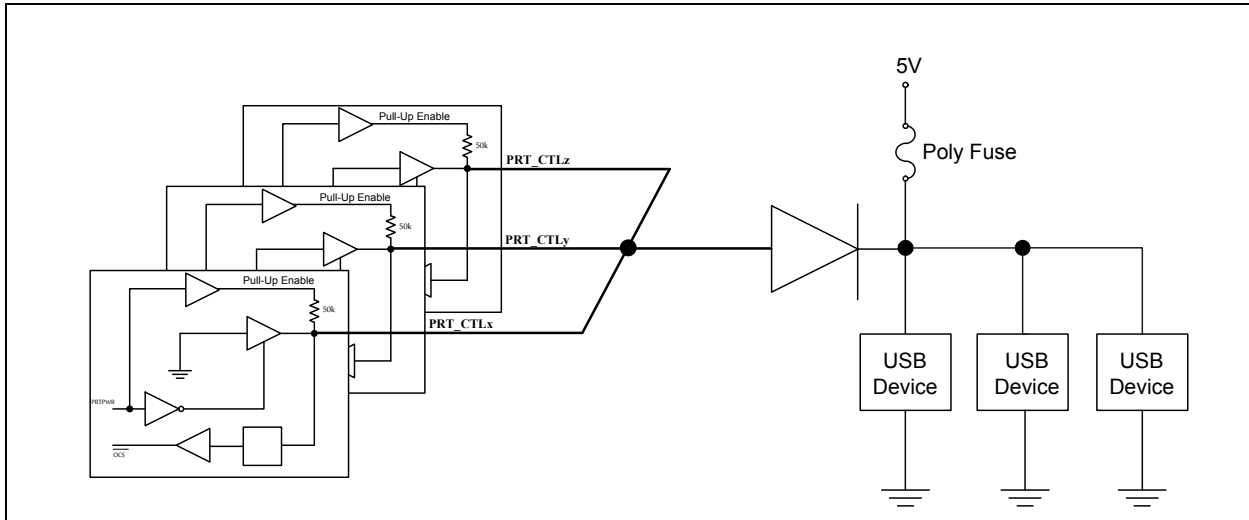 5V
Poly Fuse
Pull-Up Enable
50k
PRT_CTLz
Pull-Up Enable
50k
PRT_CTLy
Pull-Up Enable
50k
PRT_CTLx
PRTPWR
OCS
USB
Device
USB
Device
USB
Device